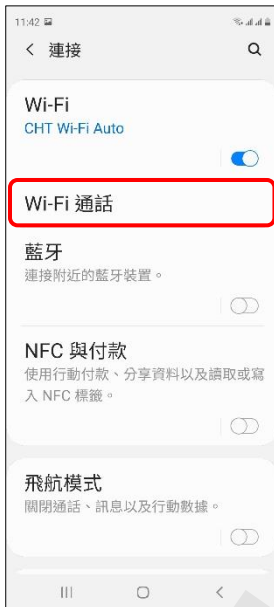 11:42
連接
Wi-Fi
CHT Wi-Fi Auto
Wi-Fi 通話
藍牙
連接附近的藍牙裝置。
NFC 與付款
使用行動付款、分享資料以及讀取或寫
入 NFC 標籤。
飛航模式
關閉通話、訊息以及行動數據。